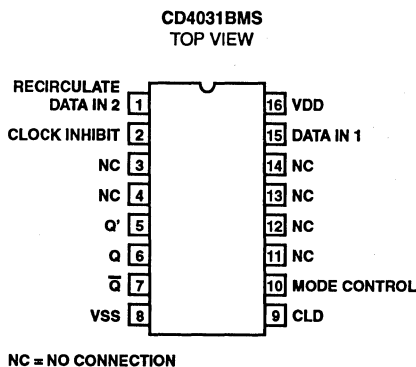 CD4031BMS
TOP VIEW
RECIRCULATE
DATA IN 2 1 16 VDD
CLOCK INHIBIT 2 15 DATA IN 1
NC 3 14 NC
NC 4 13 NC
Q' 5 12 NC
Q 6 11 NC
Q̅ 7 10 MODE CONTROL
VSS 8 9 CLD
NC = NO CONNECTION